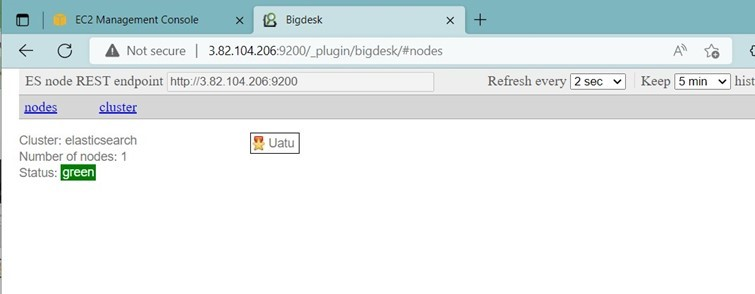 EC2 Management Console
Bigdesk
Not secure | 3.82.104.206:9200/_plugin/bigdesk/#nodes
ES node REST endpoint http://3.82.104.206:9200 Refresh every 2 sec Keep 5 min hist
nodes cluster
Cluster: elasticsearch
Uatu
Number of nodes: 1
Status: green